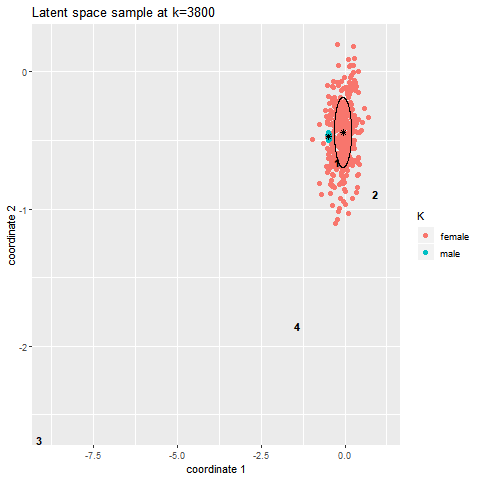 Latent space sample at k=3800
0
-1
-2
coordinate 2
1
2
4
3
-7.5
-5.0
-2.5
0.0
coordinate 1
K
female
male